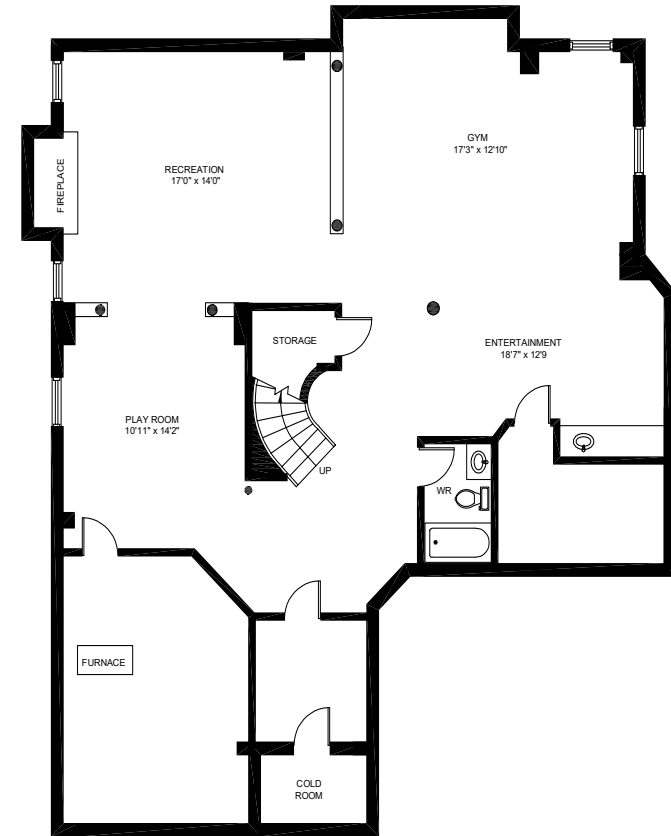 GYM
17'3" x 12'10"
RECREATION
17'0" x 14'0"
FIREPLACE
STORAGE
ENTERTAINMENT
18'7" x 12'9
PLAY ROOM
10'11" x 14'2"
UP
WR
FURNACE
COLD
ROOM